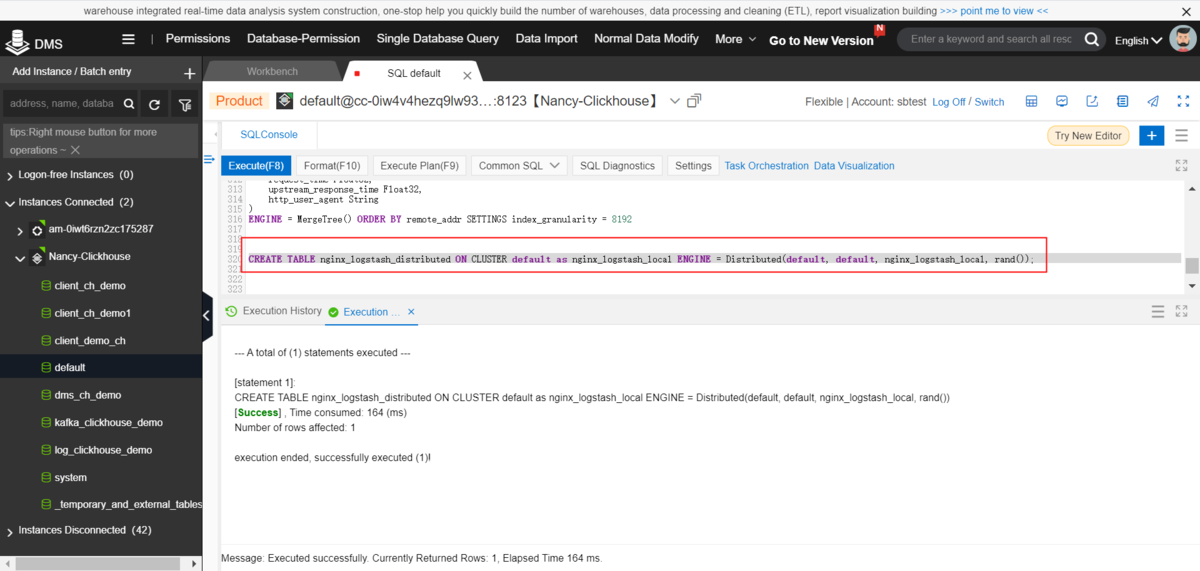 warehouse integrated real-time data analysis system construction, one-stop help you quickly build the number of warehouses, data processing and cleaning (ETL), report visualization building >>> point me to view <<
DMS
Permissions Database-Permission Single Database Query Data Import Normal Data Modify More Go to New Version N Enter a keyword and search all resc English
Add Instance / Batch entry +
Workbench SQL default
address, name, databa
Product default@cc-0iw4v4hezq9lw93...:8123【Nancy-Clickhouse】 Flexible | Account: sbtest Log Off / Switch
tips:Right mouse button for more
operations ~
SQLConsole Try New Editor +
Execute(F8) Format(F10) Execute Plan(F9) Common SQL SQL Diagnostics Settings Task Orchestration Data Visualization
Logon-free Instances (0)
Instances Connected (2)
am-0iwt6rzn2zc175287
Nancy-Clickhouse
client_ch_demo
client_ch_demo1
client_demo_ch
default
dms_ch_demo
kafka_clickhouse_demo
log_clickhouse_demo
system
_temporary_and_external_tables
Instances Disconnected (42)
312 request_time Float32,
313 upstream_response_time Float32,
314 http_user_agent String
315 )
316 ENGINE = MergeTree() ORDER BY remote_addr SETTINGS index_granularity = 8192
317
318
319
320 CREATE TABLE nginx_logstash_distributed ON CLUSTER default as nginx_logstash_local ENGINE = Distributed(default, default, nginx_logstash_local, rand());
321
322
323
Execution History Execution ...
--- A total of (1) statements executed ---
[statement 1]:
CREATE TABLE nginx_logstash_distributed ON CLUSTER default as nginx_logstash_local ENGINE = Distributed(default, default, nginx_logstash_local, rand())
[Success] , Time consumed: 164 (ms)
Number of rows affected: 1
execution ended, successfully executed (1)!
Message: Executed successfully. Currently Returned Rows: 1, Elapsed Time 164 ms.